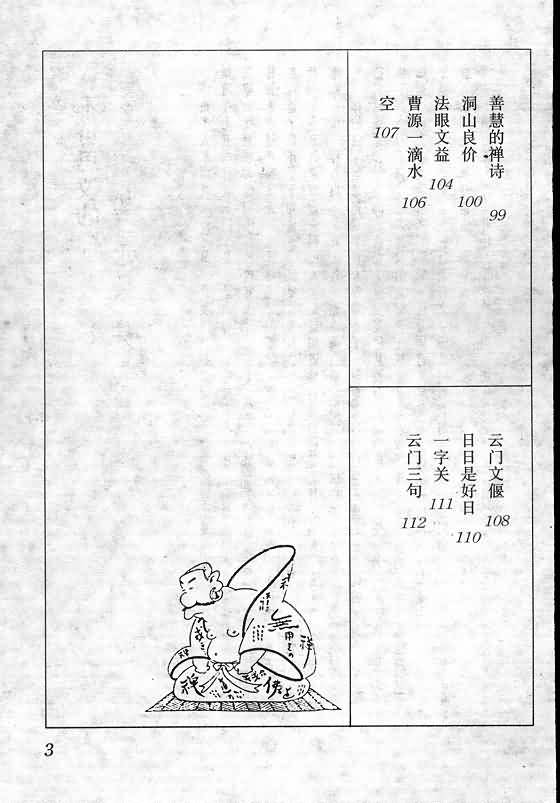 善慧的禅诗 99
洞山良价 100
法眼文益 104
曹源一滴水 106
空 107
云门文偃 108
日日是好日 110
一字关 111
云门三句 112
禅
禅
3